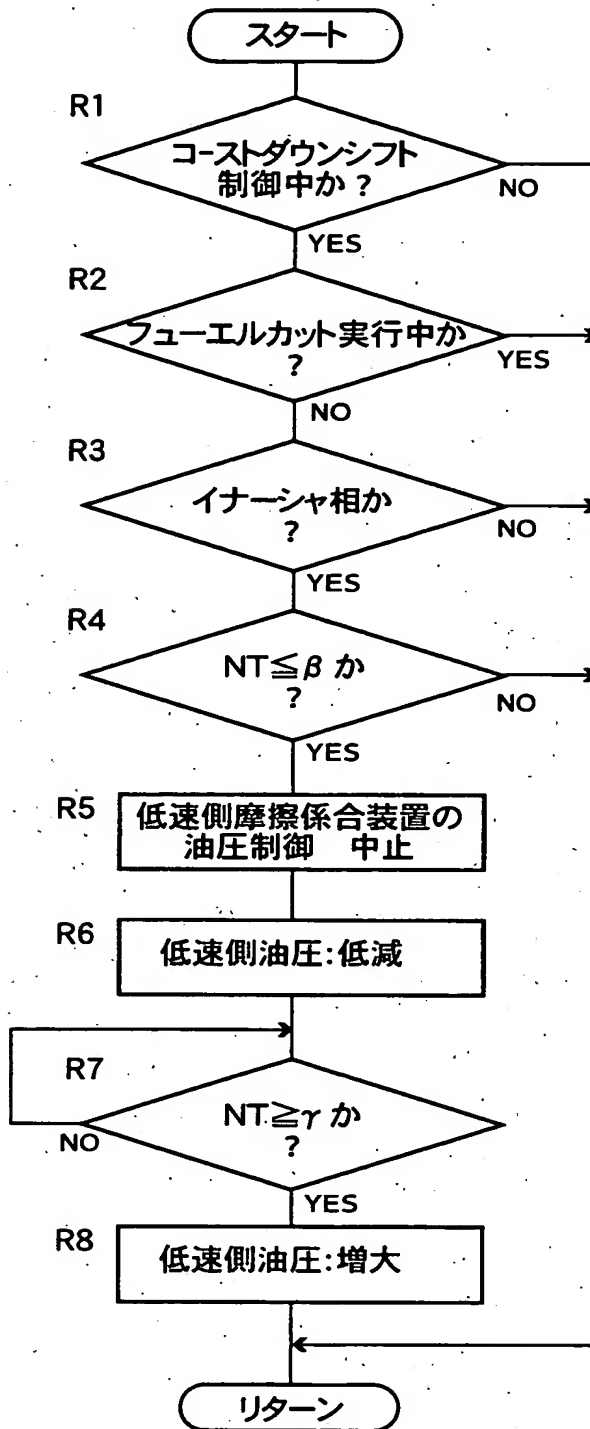 スタート
R1
コーストダウンシフト
制御中か?
NO
YES
R2
フューエルカット実行中か
?
YES
NO
R3
イナーシャ相か
?
NO
YES
R4
NT≦β か
?
NO
YES
R5
低速側摩擦係合装置の
油圧制御 中止
R6
低速側油圧:低減
R7
NT≧γ か
?
NO
YES
R8
低速側油圧:増大
リターン